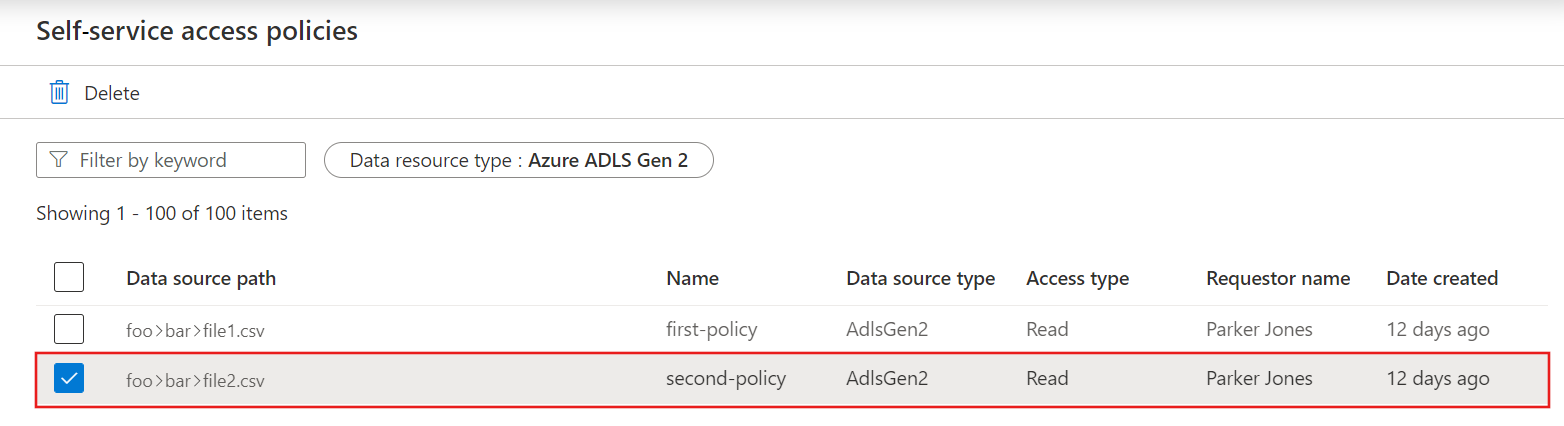 Self-service access policies
Delete
Filter by keyword Data resource type : Azure ADLS Gen 2
Showing 1 - 100 of 100 items
Data source path Name Data source type Access type Requestor name Date created
foo>bar>file1.csv first-policy AdlsGen2 Read Parker Jones 12 days ago
foo>bar>file2.csv second-policy AdlsGen2 Read Parker Jones 12 days ago